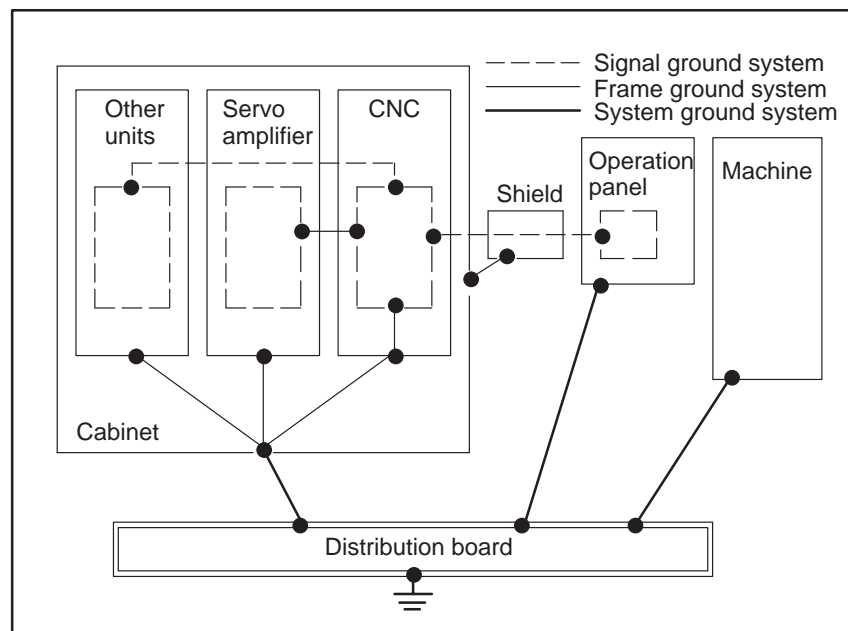 Signal ground system
Frame ground system
System ground system
Other
units
Servo
amplifier
CNC
Shield
Operation
panel
Machine
Cabinet
Distribution board